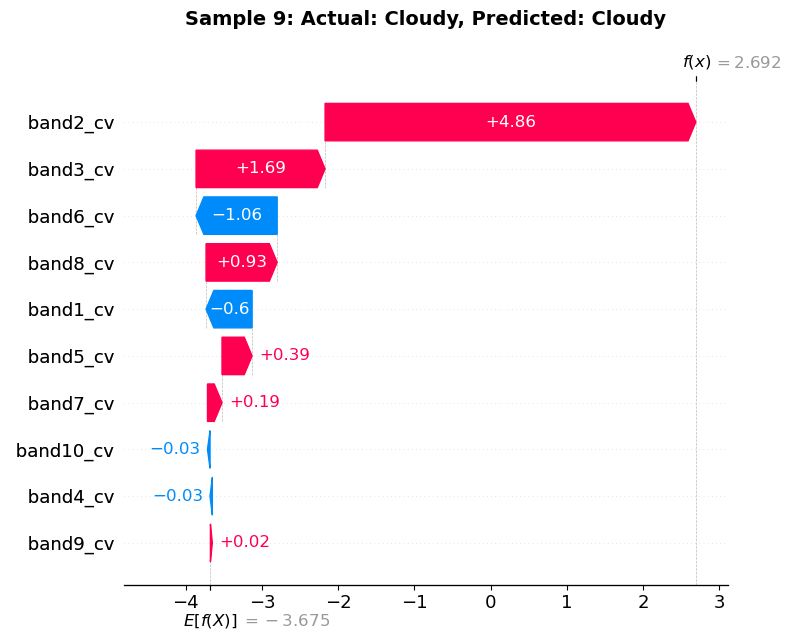 Sample 9: Actual: Cloudy, Predicted: Cloudy
f(x) = 2.692
band2_cv +4.86
band3_cv +1.69
band6_cv −1.06
band8_cv +0.93
band1_cv −0.6
band5_cv +0.39
band7_cv +0.19
band10_cv −0.03
band4_cv −0.03
band9_cv +0.02
−4 −3 −2 −1 0 1 2 3
E[f(X)] = −3.675